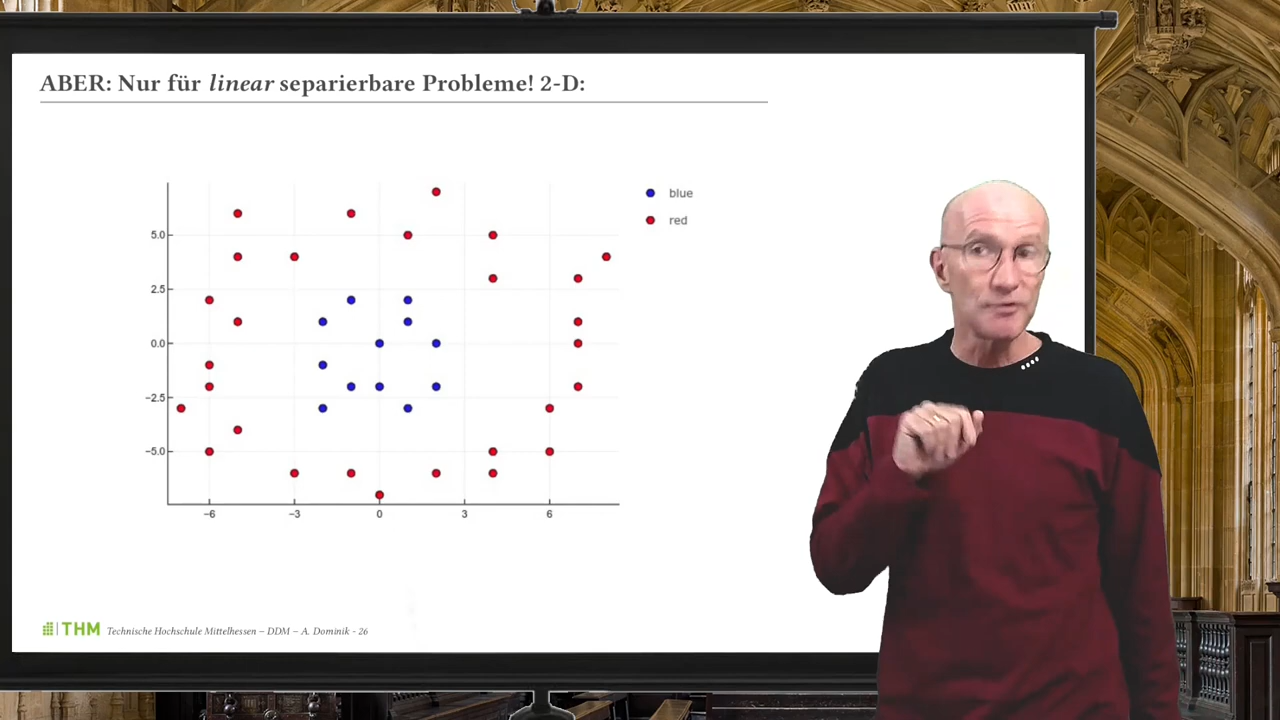 ABER: Nur für linear separierbare Probleme! 2-D:
blue
red
5.0
2.5
0.0
−2.5
−5.0
−6 −3 0 3 6
THM Technische Hochschule Mittelhessen – DDM – A. Dominik - 26